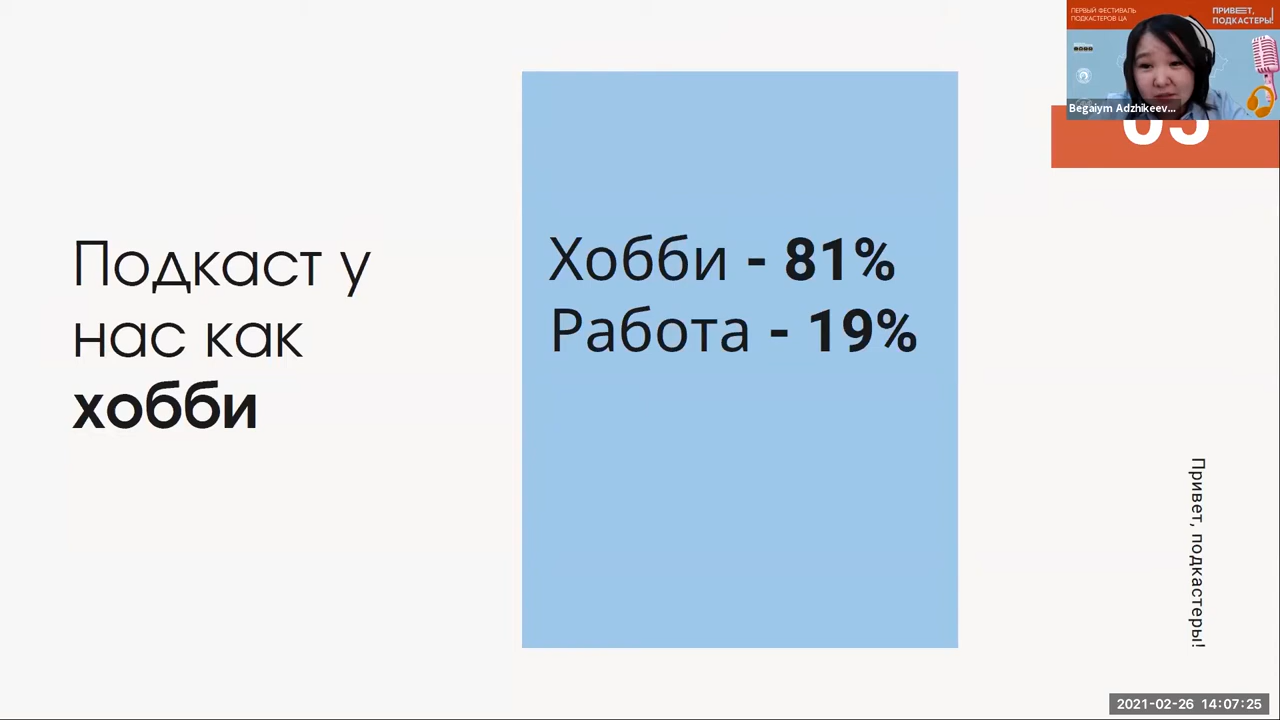 ПЕРВЫЙ ФЕСТИВАЛЬ
ПОДКАСТЕРОВ ЦА
ПРИВЕТ,
ПОДКАСТЕРЫ!
Begaiym Adzhikeev...
Подкаст у
нас как
хобби
Хобби - 81%
Работа - 19%
Привет, подкастеры!
2021-02-26 14:07:25